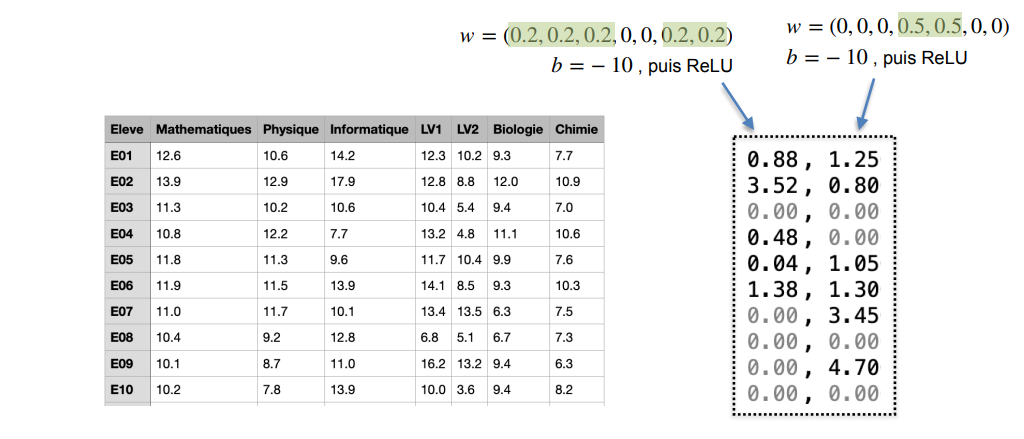 w = (0.2, 0.2, 0.2, 0, 0, 0.2, 0.2)
b = − 10 , puis ReLU
w = (0, 0, 0, 0.5, 0.5, 0, 0)
b = − 10 , puis ReLU
Eleve Mathematiques Physique Informatique LV1 LV2 Biologie Chimie
E01 12.6 10.6 14.2 12.3 10.2 9.3 7.7
E02 13.9 12.9 17.9 12.8 8.8 12.0 10.9
E03 11.3 10.2 10.6 10.4 5.4 9.4 7.0
E04 10.8 12.2 7.7 13.2 4.8 11.1 10.6
E05 11.8 11.3 9.6 11.7 10.4 9.9 7.6
E06 11.9 11.5 13.9 14.1 8.5 9.3 10.3
E07 11.0 11.7 10.1 13.4 13.5 6.3 7.5
E08 10.4 9.2 12.8 6.8 5.1 6.7 7.3
E09 10.1 8.7 11.0 16.2 13.2 9.4 6.3
E10 10.2 7.8 13.9 10.0 3.6 9.4 8.2
0.88, 1.25
3.52, 0.80
0.00, 0.00
0.48, 0.00
0.04, 1.05
1.38, 1.30
0.00, 3.45
0.00, 0.00
0.00, 4.70
0.00, 0.00